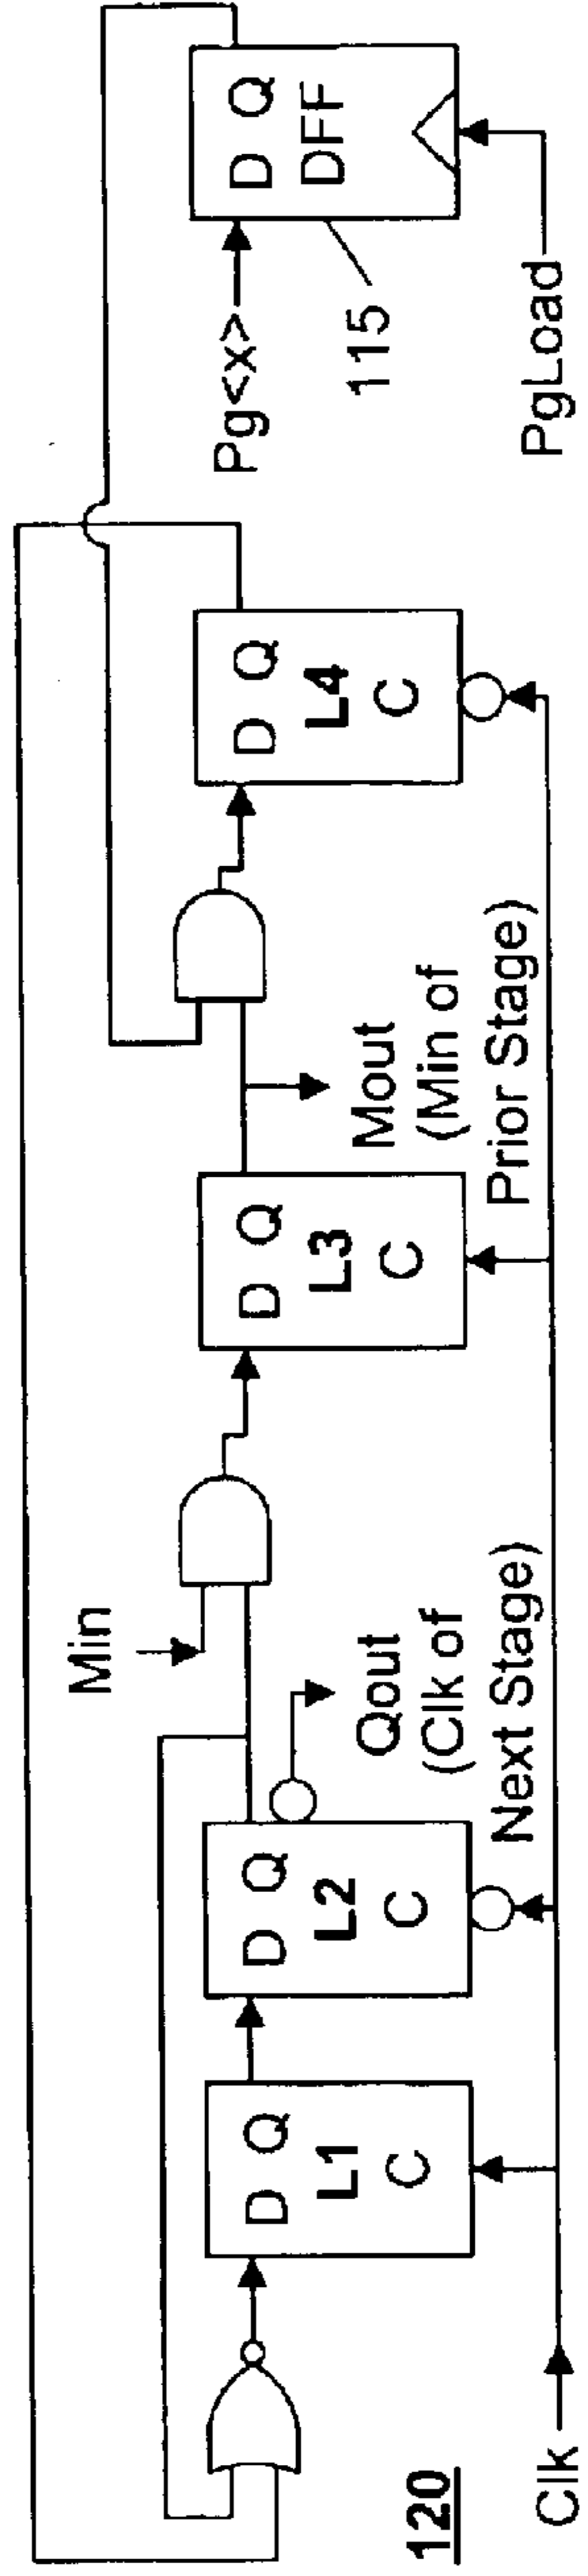 120
Clk
D Q
L1
C
D Q
L2
C
Qout
(Clk of
Next Stage)
Min
D Q
L3
C
Mout
(Min of
Prior Stage)
D Q
L4
C
Pg<x>
115
D Q
DFF
PgLoad